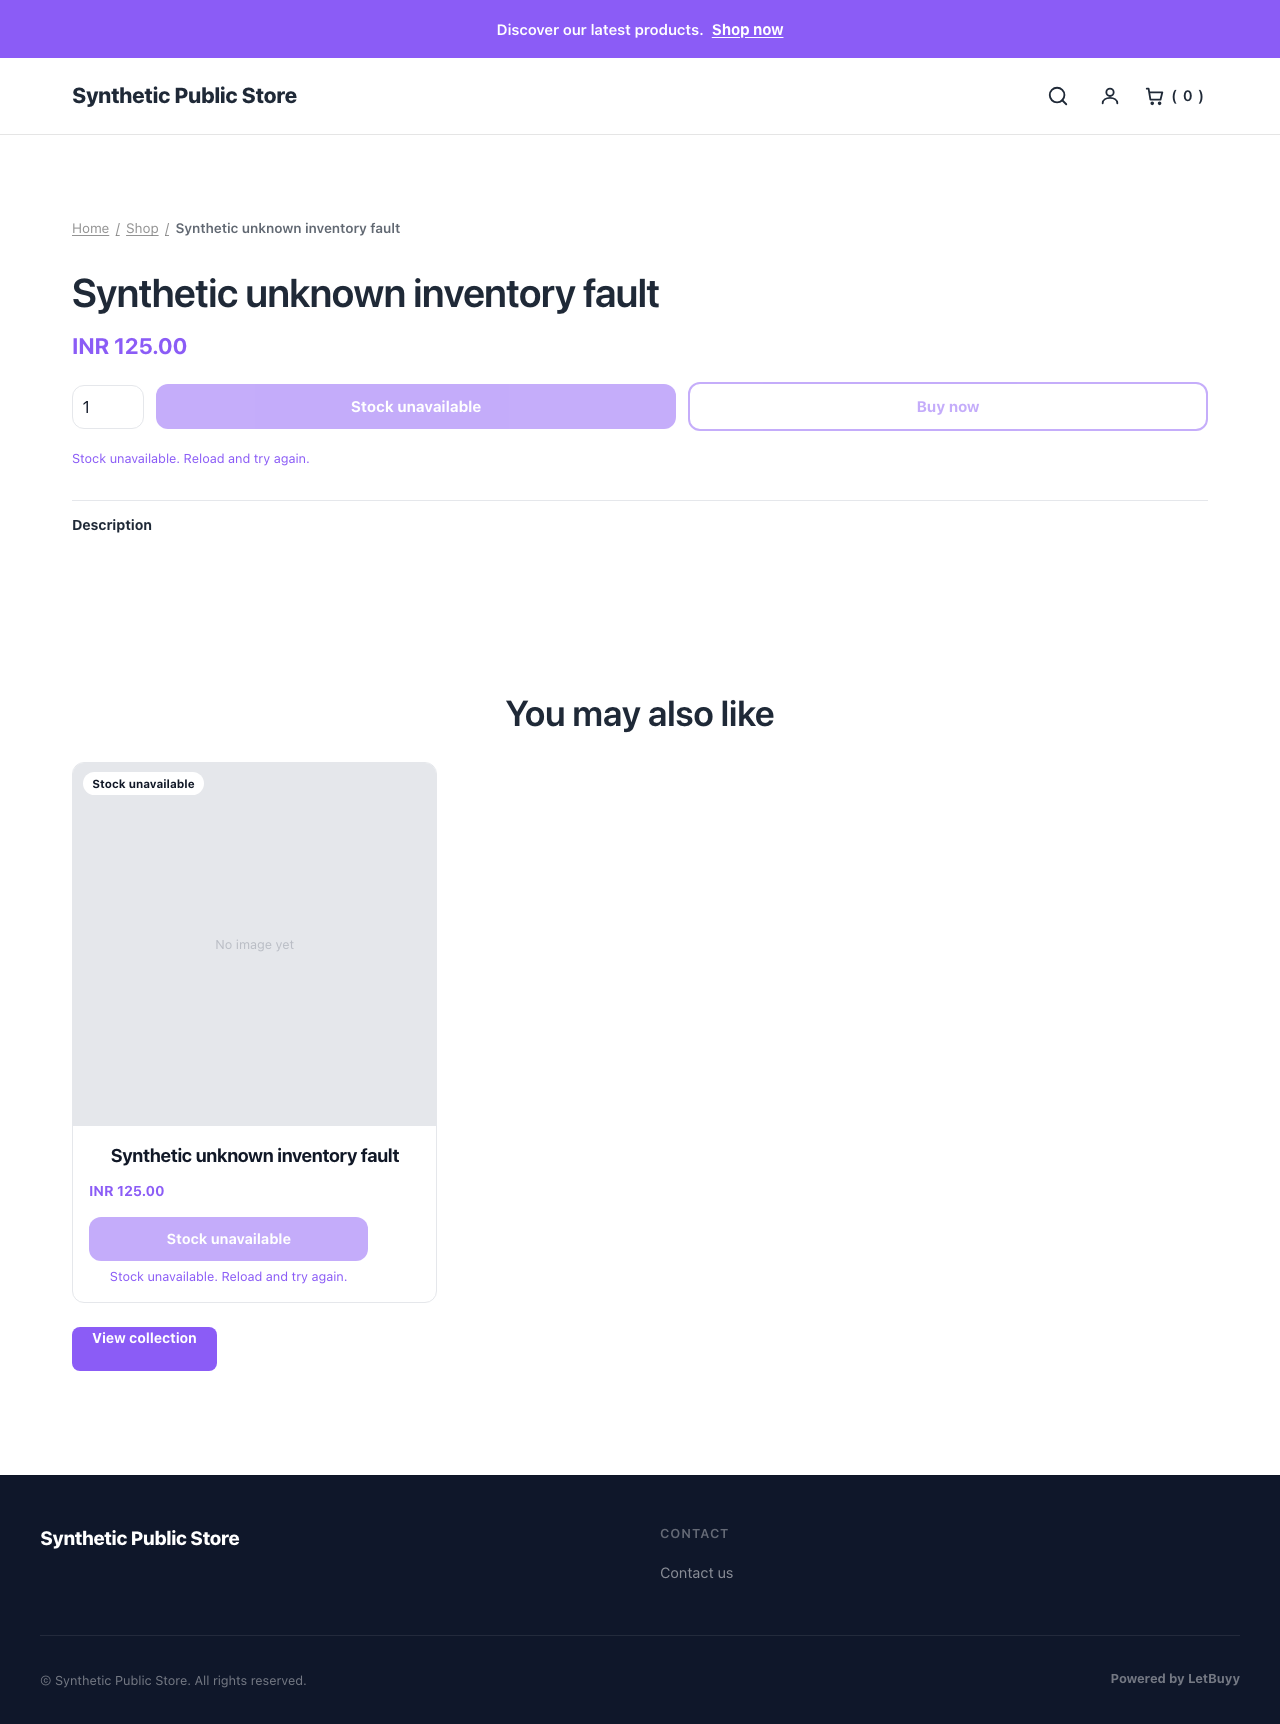 Discover our latest products. Shop now
Synthetic Public Store
( 0 )
Home / Shop / Synthetic unknown inventory fault
Synthetic unknown inventory fault
INR 125.00
1
Stock unavailable
Buy now
Stock unavailable. Reload and try again.
Description
You may also like
Stock unavailable
No image yet
Synthetic unknown inventory fault
INR 125.00
Stock unavailable
Stock unavailable. Reload and try again.
View collection
Synthetic Public Store
CONTACT
Contact us
© Synthetic Public Store. All rights reserved.
Powered by LetBuyy